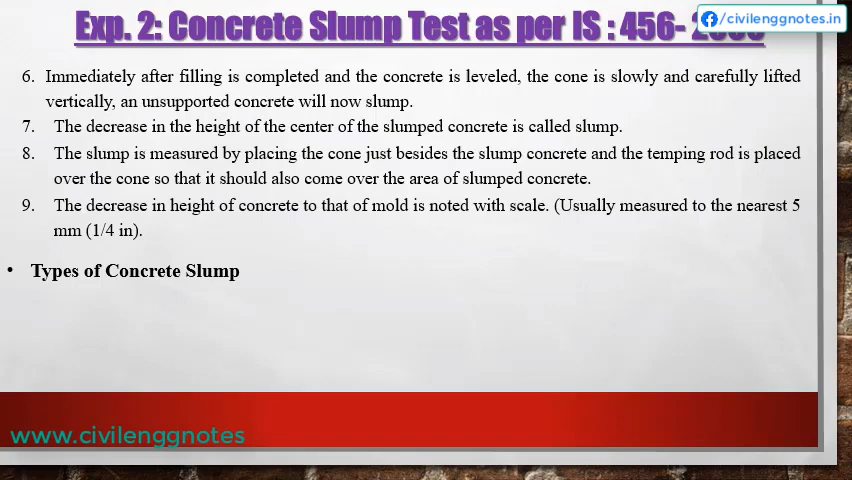 Exp. 2: Concrete Slump Test as per IS : 456-
/civilenggnotes.in
6. Immediately after filling is completed and the concrete is leveled, the cone is slowly and carefully lifted
vertically, an unsupported concrete will now slump.
7. The decrease in the height of the center of the slumped concrete is called slump.
8. The slump is measured by placing the cone just besides the slump concrete and the temping rod is placed
over the cone so that it should also come over the area of slumped concrete.
9. The decrease in height of concrete to that of mold is noted with scale. (Usually measured to the nearest 5
mm (1/4 in).
• Types of Concrete Slump
www.civilenggnotes